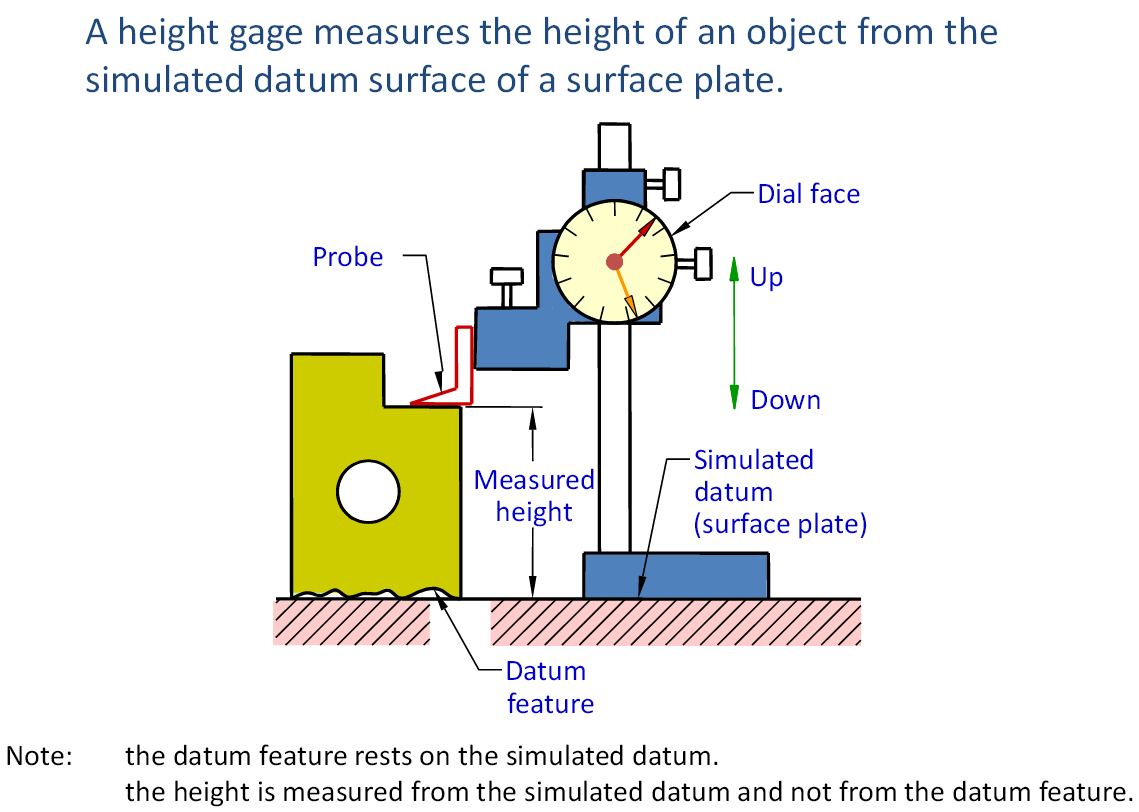 A height gage measures the height of an object from the
simulated datum surface of a surface plate.
Dial face
Probe
Up
Down
Measured
height
Simulated
datum
(surface plate)
Datum
feature
Note: the datum feature rests on the simulated datum.
the height is measured from the simulated datum and not from the datum feature.